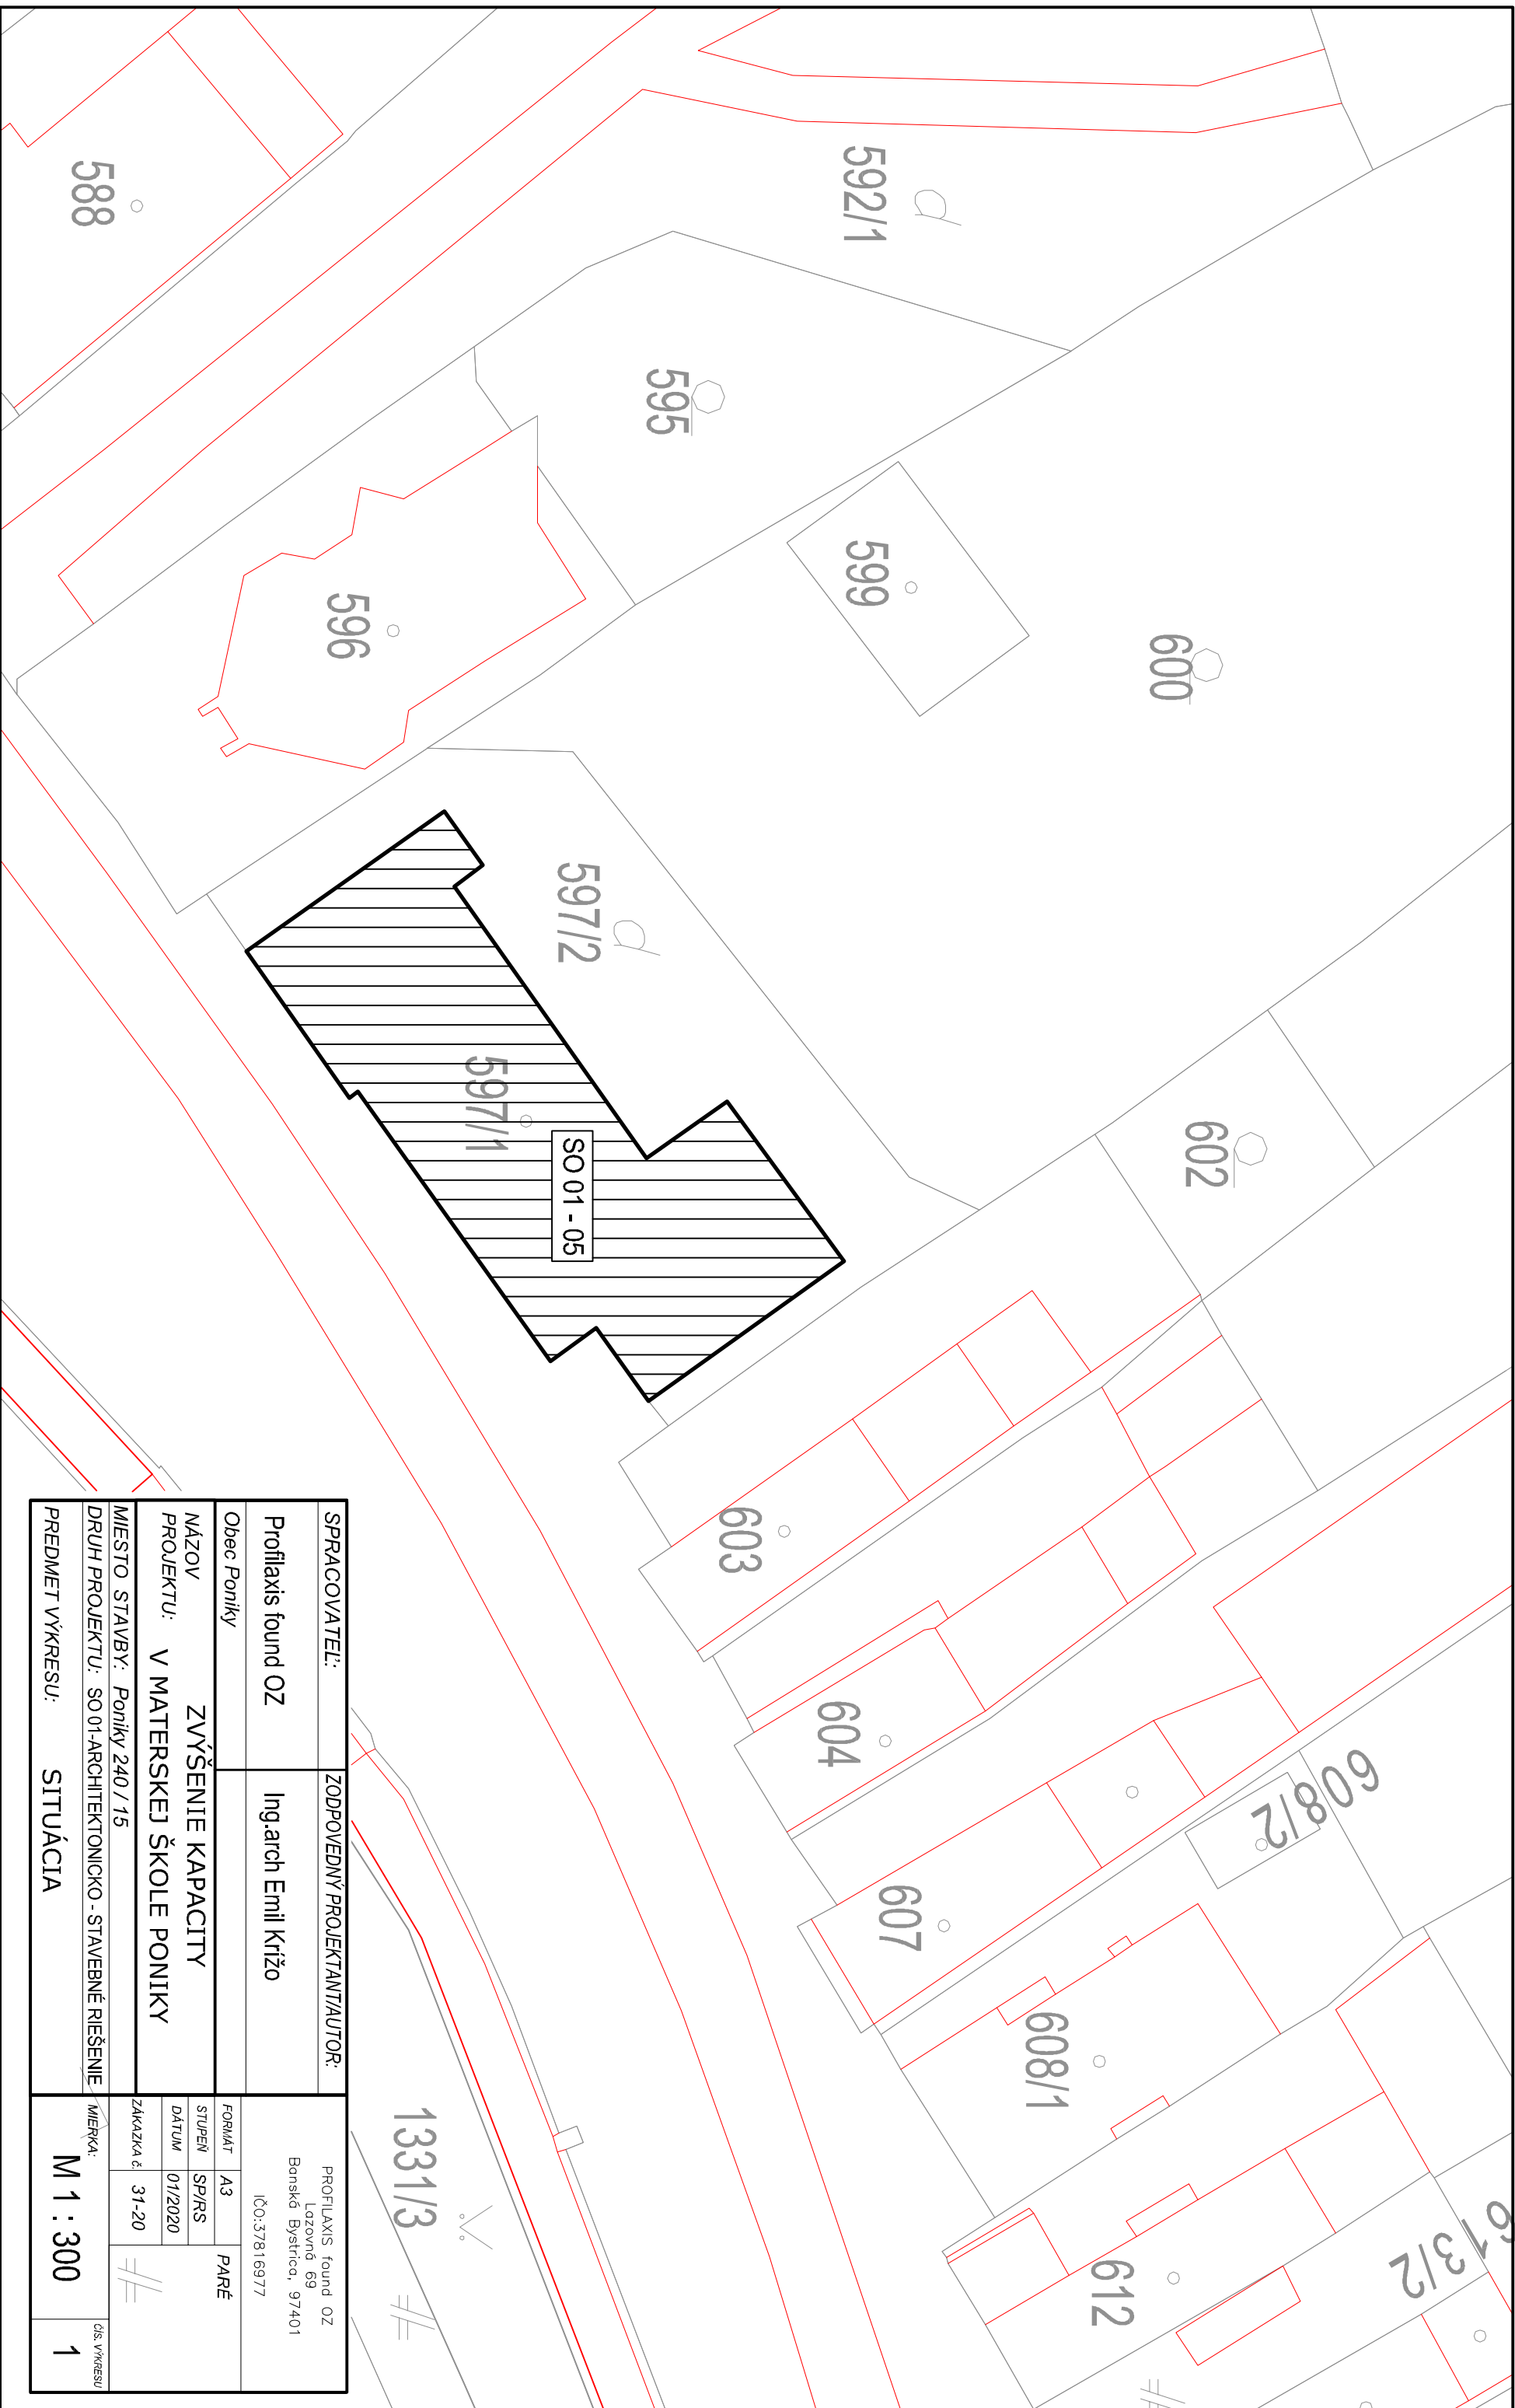 588
592/1
595
596
599
600
597/2
597/1
SO 01 - 05
602
603
604
607
608/2
608/1
612
613/2
1331/3
SPRACOVATEĽ:
ZODPOVEDNÝ PROJEKTANT/AUTOR:
Profilaxis found OZ
Ing.arch Emil Krížo
Obec Poniky
NÁZOV
PROJEKTU:
ZVÝŠENIE KAPACITY
V MATERSKEJ ŠKOLE PONIKY
MIESTO STAVBY: Poniky 240 / 15
DRUH PROJEKTU: SO 01-ARCHITEKTONICKO - STAVEBNÉ RIEŠENIE
PREDMET VÝKRESU:
SITUÁCIA
PROFILAXIS found OZ
Lazovná 69
Banská Bystrica, 97401
IČO:37816977
FORMÁT A3
PARÉ
STUPEŇ SP/RS
DÁTUM 01/2020
ZÁKAZKA č. 31-20
MIERKA:
M 1 : 300
ČÍS. VÝKRESU
1